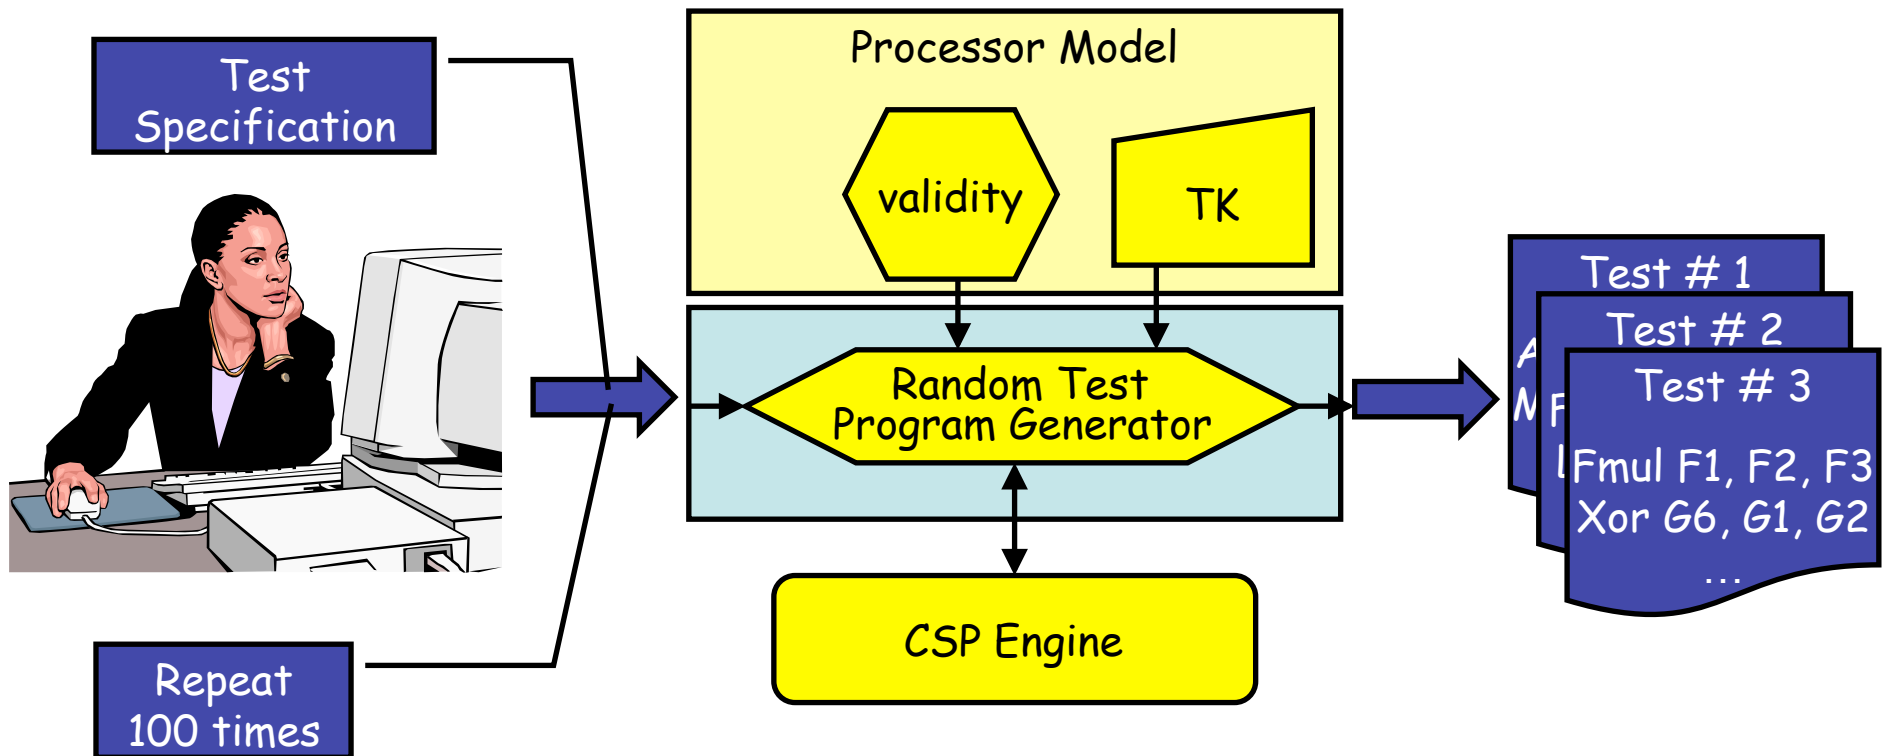 Test
Specification
Processor Model
validity
TK
Random Test
Program Generator
CSP Engine
Repeat
100 times
Test # 1
Test # 2
Test # 3
Fmul F1, F2, F3
Xor G6, G1, G2
...